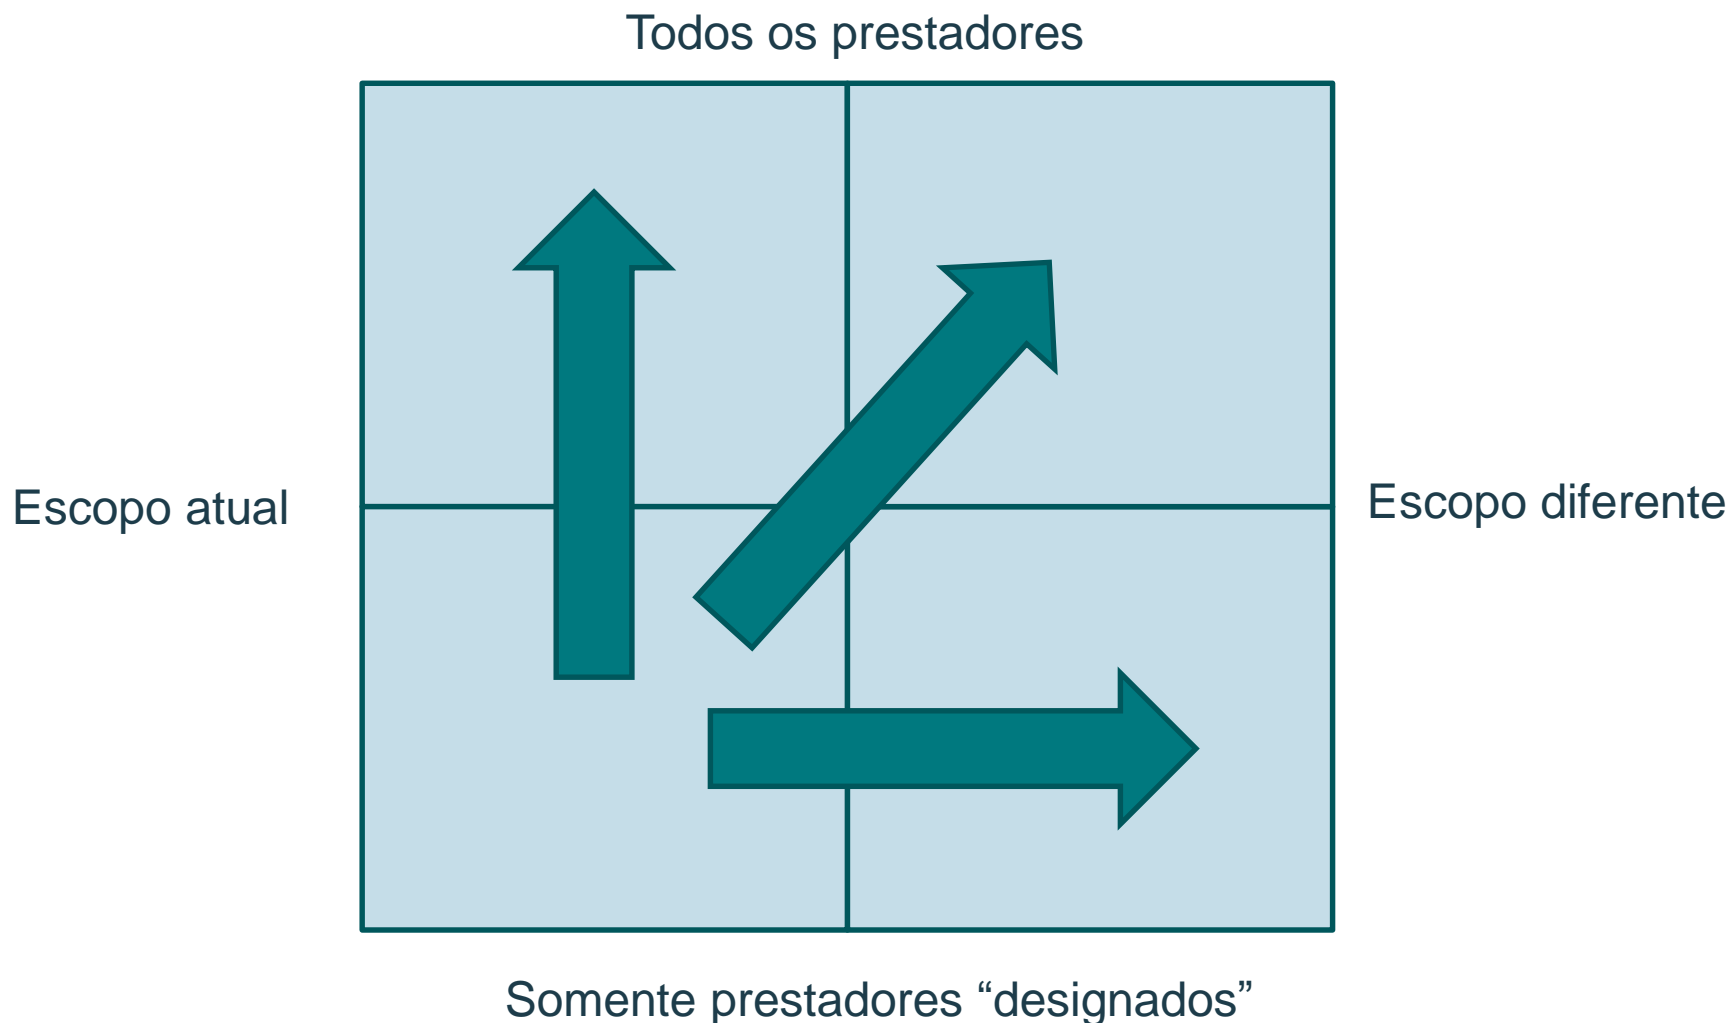 Todos os prestadores
Escopo atual
Escopo diferente
Somente prestadores “designados”